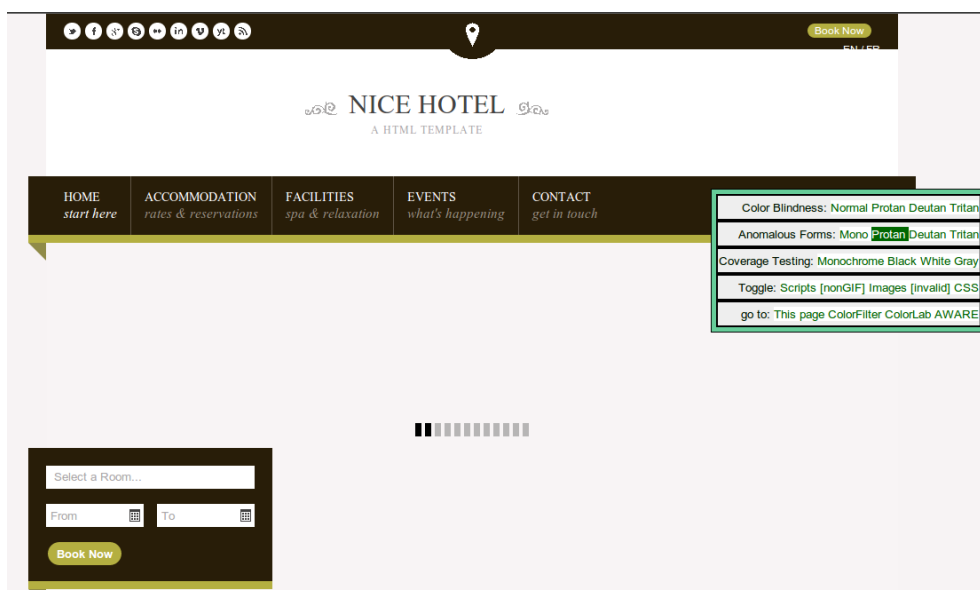 Book Now
EN / FR
NICE HOTEL
A HTML TEMPLATE
HOME
start here
ACCOMMODATION
rates & reservations
FACILITIES
spa & relaxation
EVENTS
what's happening
CONTACT
get in touch
Color Blindness: Normal Protan Deutan Tritan
Anomalous Forms: Mono Protan Deutan Tritan
Coverage Testing: Monochrome Black White Gray
Toggle: Scripts [nonGIF] Images [invalid] CSS
go to: This page ColorFilter ColorLab AWARE
Select a Room...
From
To
Book Now